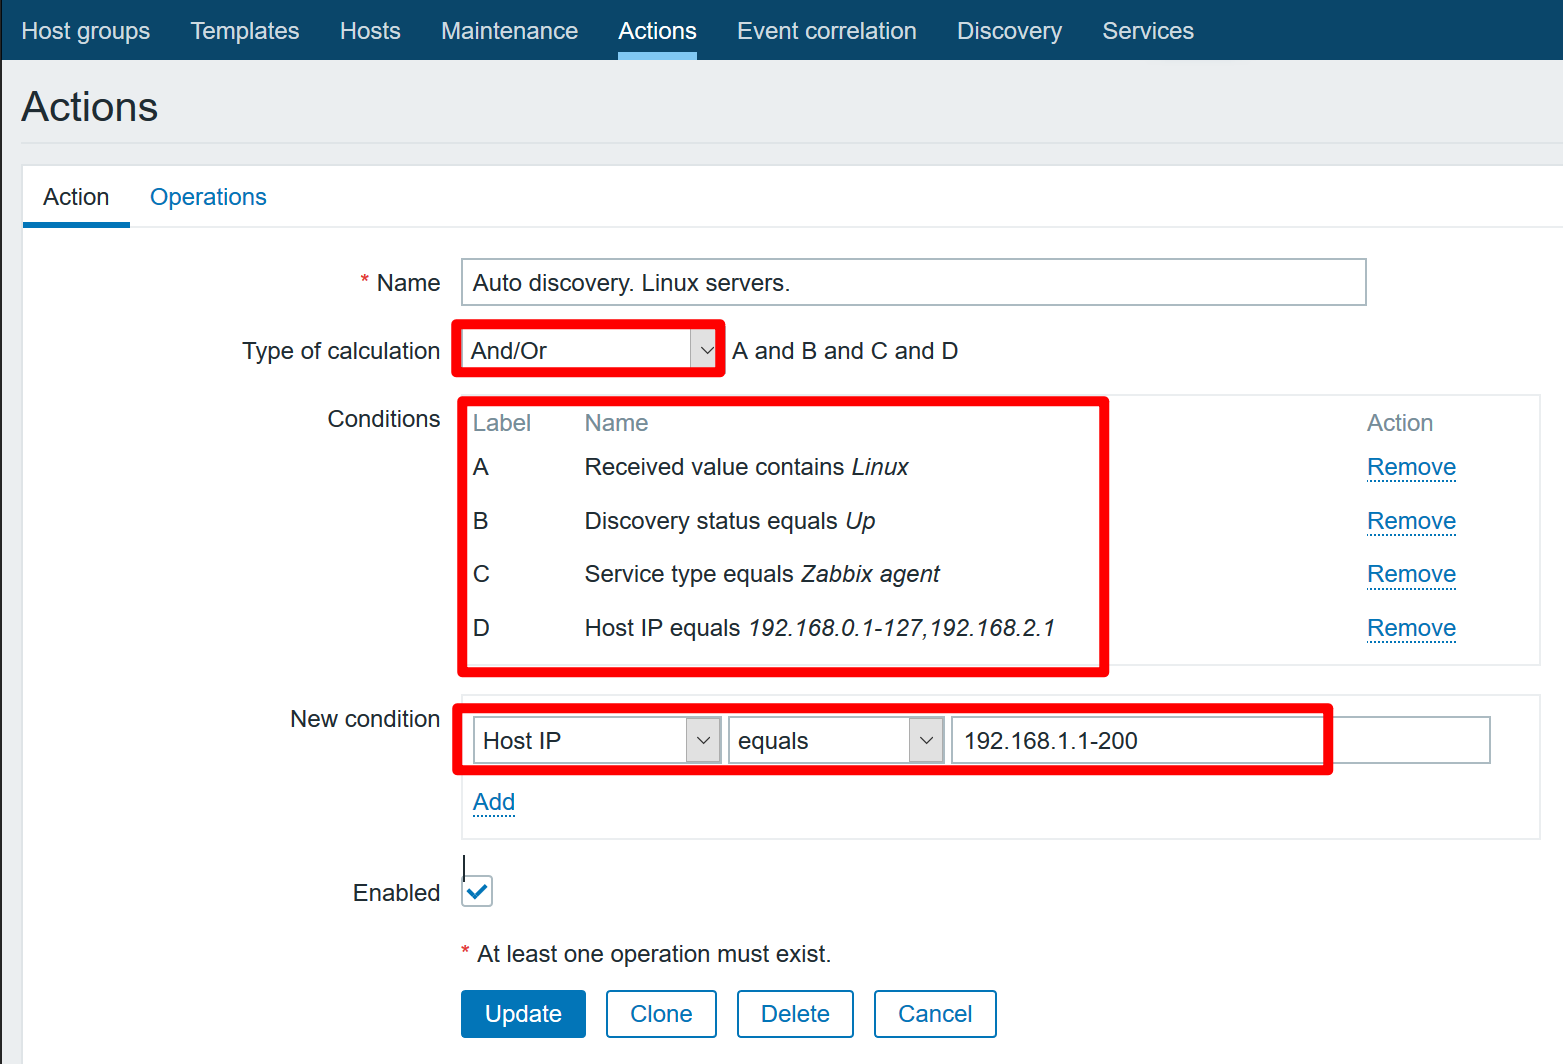 Host groups Templates Hosts Maintenance Actions Event correlation Discovery Services
Actions
Action Operations
* Name Auto discovery. Linux servers.
Type of calculation And/Or A and B and C and D
Conditions Label Name Action
A Received value contains Linux Remove
B Discovery status equals Up Remove
C Service type equals Zabbix agent Remove
D Host IP equals 192.168.0.1-127,192.168.2.1 Remove
New condition Host IP equals 192.168.1.1-200
Add
Enabled
* At least one operation must exist.
Update Clone Delete Cancel